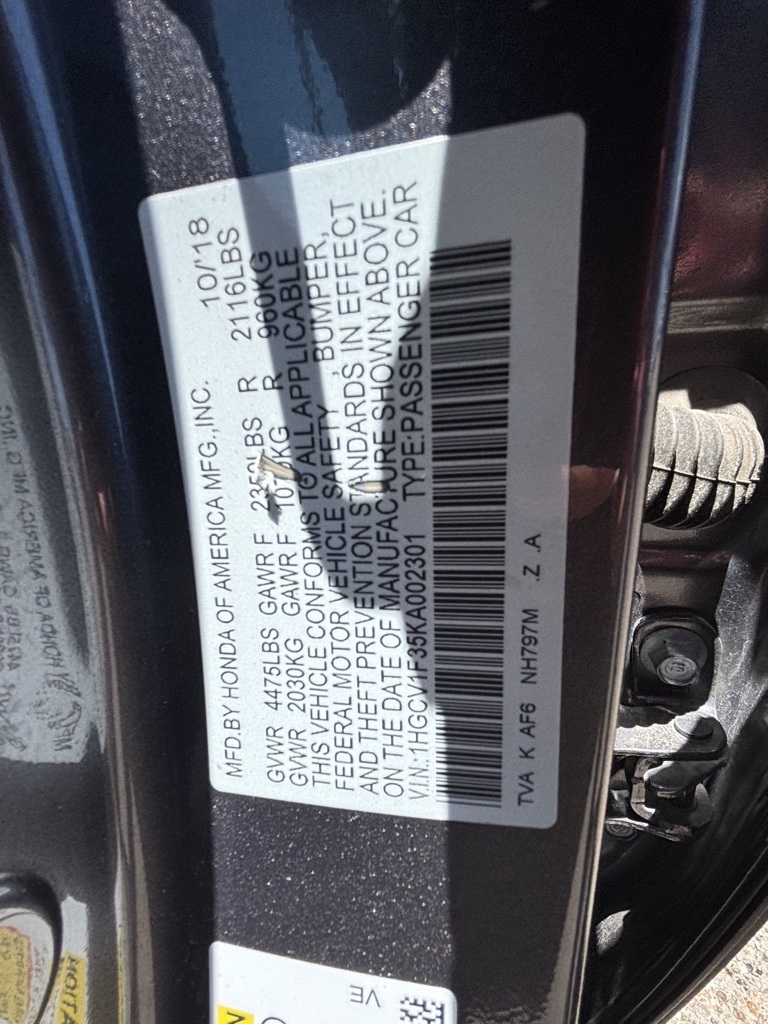 MFD.BY HONDA OF AMERICA MFG.,INC. 10/'18
GVWR 4475LBS GAWR F LBS R 2116LBS
GVWR 2030KG GAWR F KG R 960KG
THIS VEHICLE CONFORMS TO ALL APPLICABLE
FEDERAL MOTOR VEHICLE SAFETY, BUMPER,
AND THEFT PREVENTION STANDARDS IN EFFECT
ON THE DATE OF MANUFACTURE SHOWN ABOVE.
V.I.N.: TYPE:PASSENGER CAR
TVA K AF6 NH797M .Z .A
VE